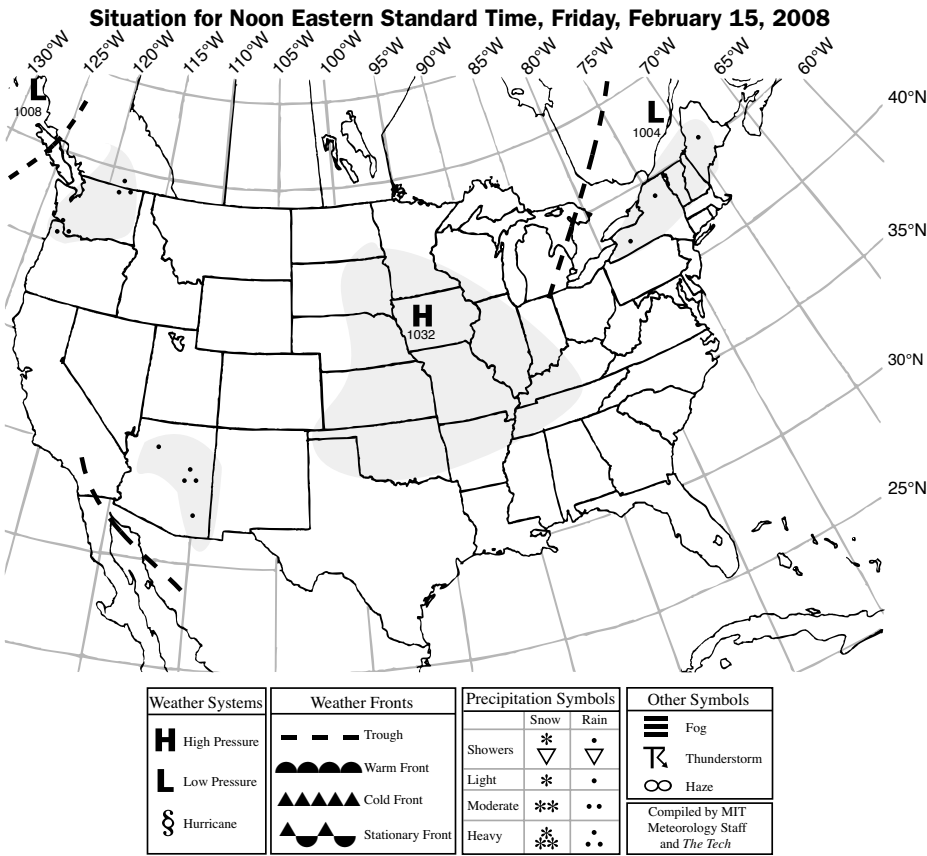 Situation for Noon Eastern Standard Time, Friday, February 15, 2008
130°W 125°W 120°W 115°W 110°W 105°W 100°W 95°W 90°W 85°W 80°W 75°W 70°W 65°W 60°W
L
1008
L
1004
40°N
35°N
H
1032
30°N
25°N
Weather Systems
H High Pressure
L Low Pressure
§ Hurricane
Weather Fronts
Trough
Warm Front
Cold Front
Stationary Front
Precipitation Symbols
Snow Rain
Showers
Light
Moderate
Heavy
Other Symbols
Fog
Thunderstorm
Haze
Compiled by MIT
Meteorology Staff
and The Tech